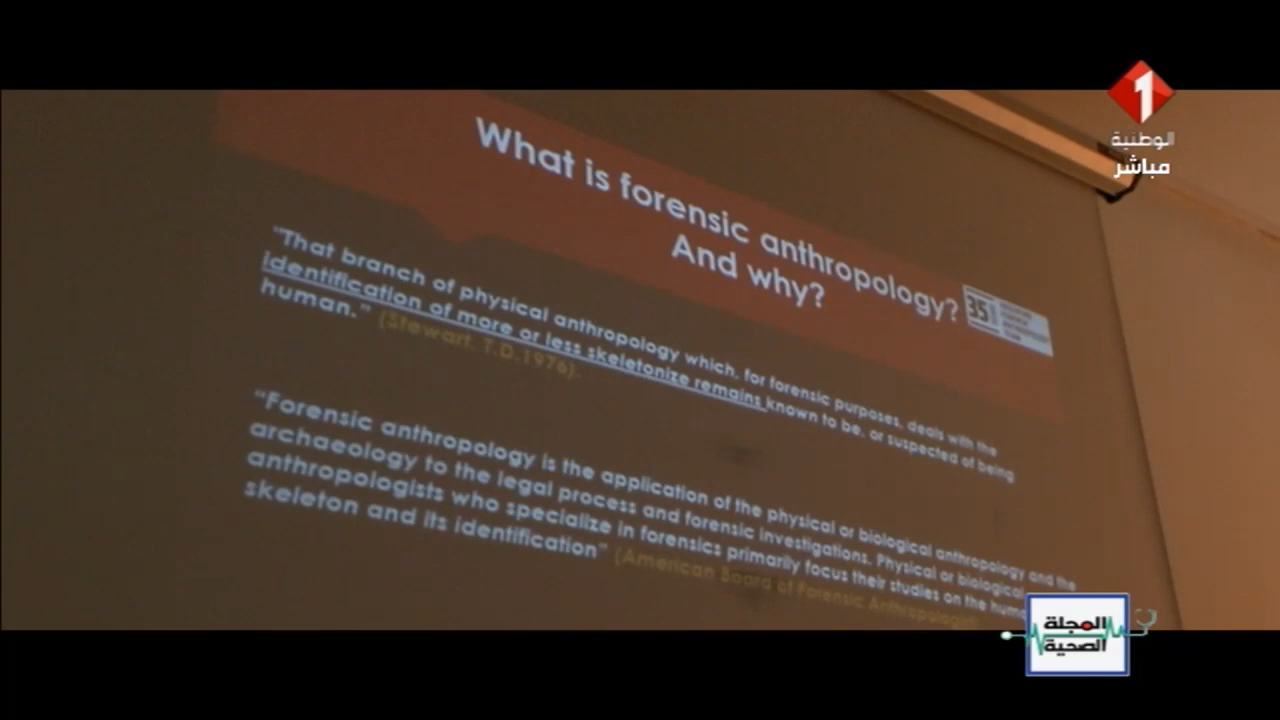 1
الوطنية
مباشر
What is forensic anthropology?
And why?
35
"That branch of physical anthropology which, for forensic purposes, deals with the
identification of more or less skeletonize remains known to be, or suspected of being
human." (Stewart, T.D.1976).
"Forensic anthropology is the application of the physical or biological anthropology and the
archaeology to the legal process and forensic investigations. Physical or biological
anthropologists who specialize in forensics primarily focus their studies on the
skeleton and its identification" (American Board of Forensic
المجلة
الصحية